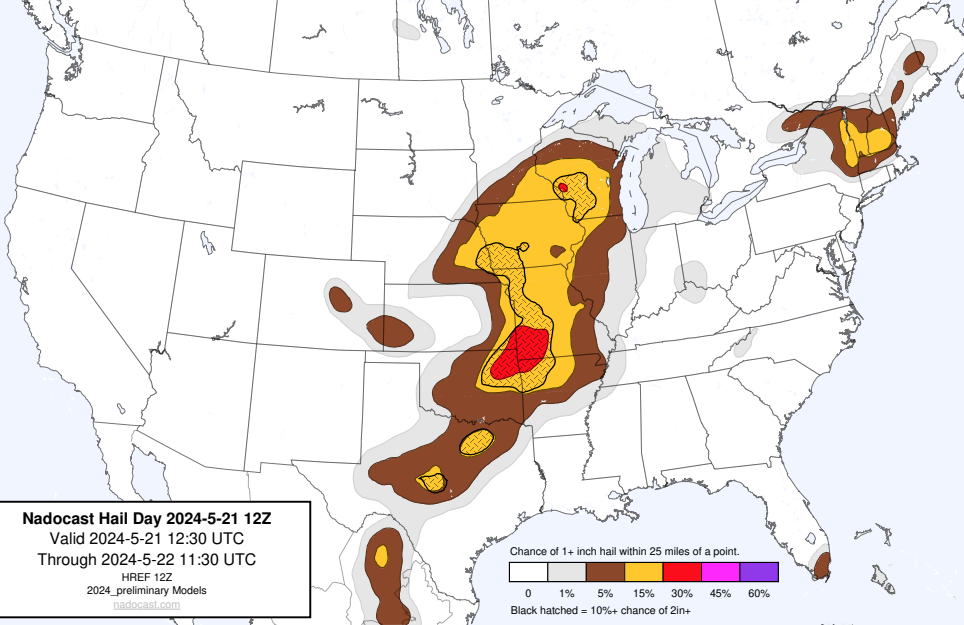 Nadocast Hail Day 2024-5-21 12Z
Valid 2024-5-21 12:30 UTC
Through 2024-5-22 11:30 UTC
HREF 12Z
2024_preliminary Models
nadocast.com
Chance of 1+ inch hail within 25 miles of a point.
0 1% 5% 15% 30% 45% 60%
Black hatched = 10%+ chance of 2in+